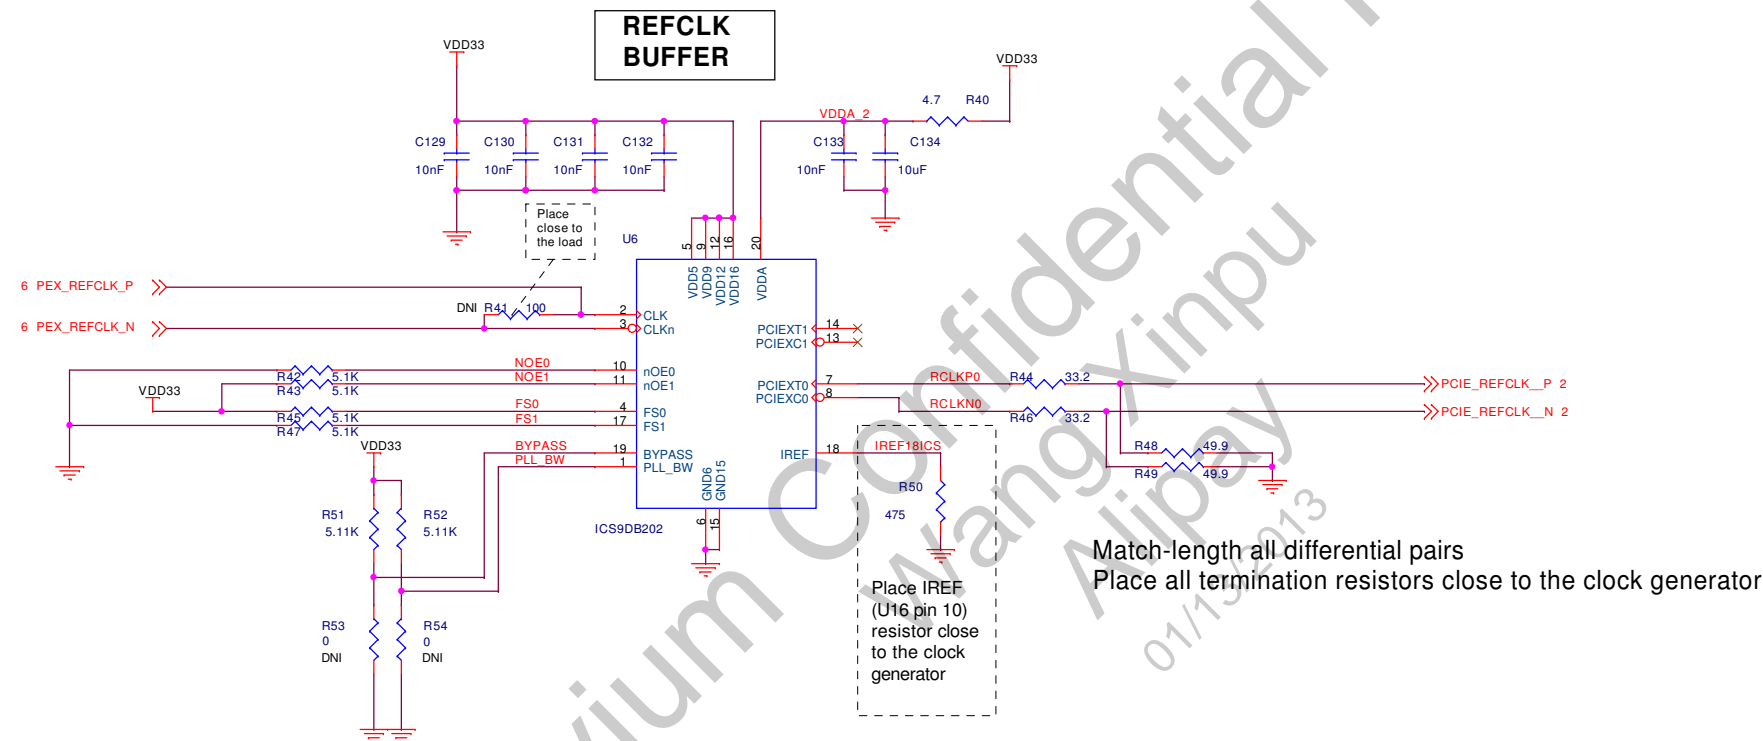 REFCLK
BUFFER
VDD33
VDD33
4.7 R40
VDDA_2
C129 C130 C131 C132 C133 C134
10nF 10nF 10nF 10nF 10nF 10uF
Place
close to
the load
U6
5 9 12 16 20
VDD5 VDD9 VDD12 VDD16 VDDA
6 PEX_REFCLK_P
DNI R41 100 2 CLK
6 PEX_REFCLK_N 3 CLKn
PCIEXT1 14
PCIEXC1 13
NOE0 10 nOE0
R42 5.1K NOE1 11 nOE1
R43 5.1K
VDD33
PCIEXT0 7 RCLKP0 R44 33.2 PCIE_REFCLK__P 2
PCIEXC0 8 RCLKN0 R46 33.2 PCIE_REFCLK__N 2
FS0 4 FS0
R45 5.1K FS1 17 FS1
R47 5.1K
VDD33
BYPASS 19 BYPASS
PLL_BW 1 PLL_BW
IREF 18 IREF18ICS
R48 49.9
R49 49.9
GND6 GND15
6 15
R50
475
ICS9DB202
R51 R52
5.11K 5.11K
Match-length all differential pairs
Place all termination resistors close to the clock generator
Place IREF
(U16 pin 10)
resistor close
to the clock
generator
R53 R54
0 0
DNI DNI
Confidential
Wang Xinpu
Alipay
01/13/2013